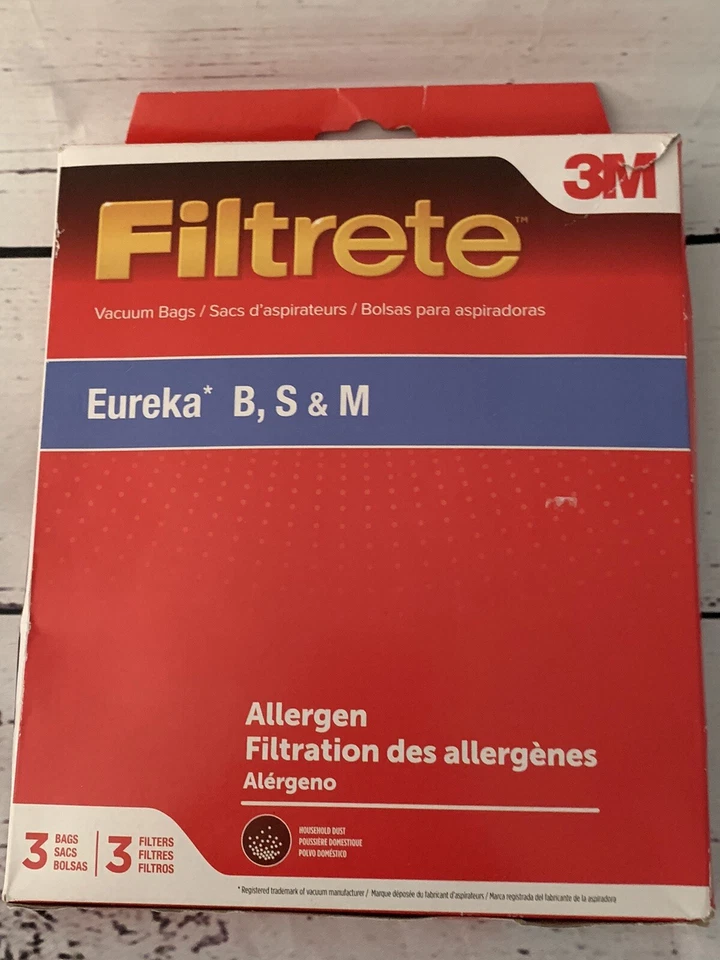 3M
Filtrete™
Vacuum Bags / Sacs d'aspirateurs / Bolsas para aspiradoras
Eureka* B, S & M
Allergen
Filtration des allergènes
Alérgeno
HOUSEHOLD DUST
POUSSIÈRE DOMESTIQUE
POLVO DOMÉSTICO
3 BAGS SACS BOLSAS
3 FILTERS FILTRES FILTROS
* Registered trademark of vacuum manufacturer / Marque déposée du fabricant d'aspirateurs / Marca registrada del fabricante de la aspiradora